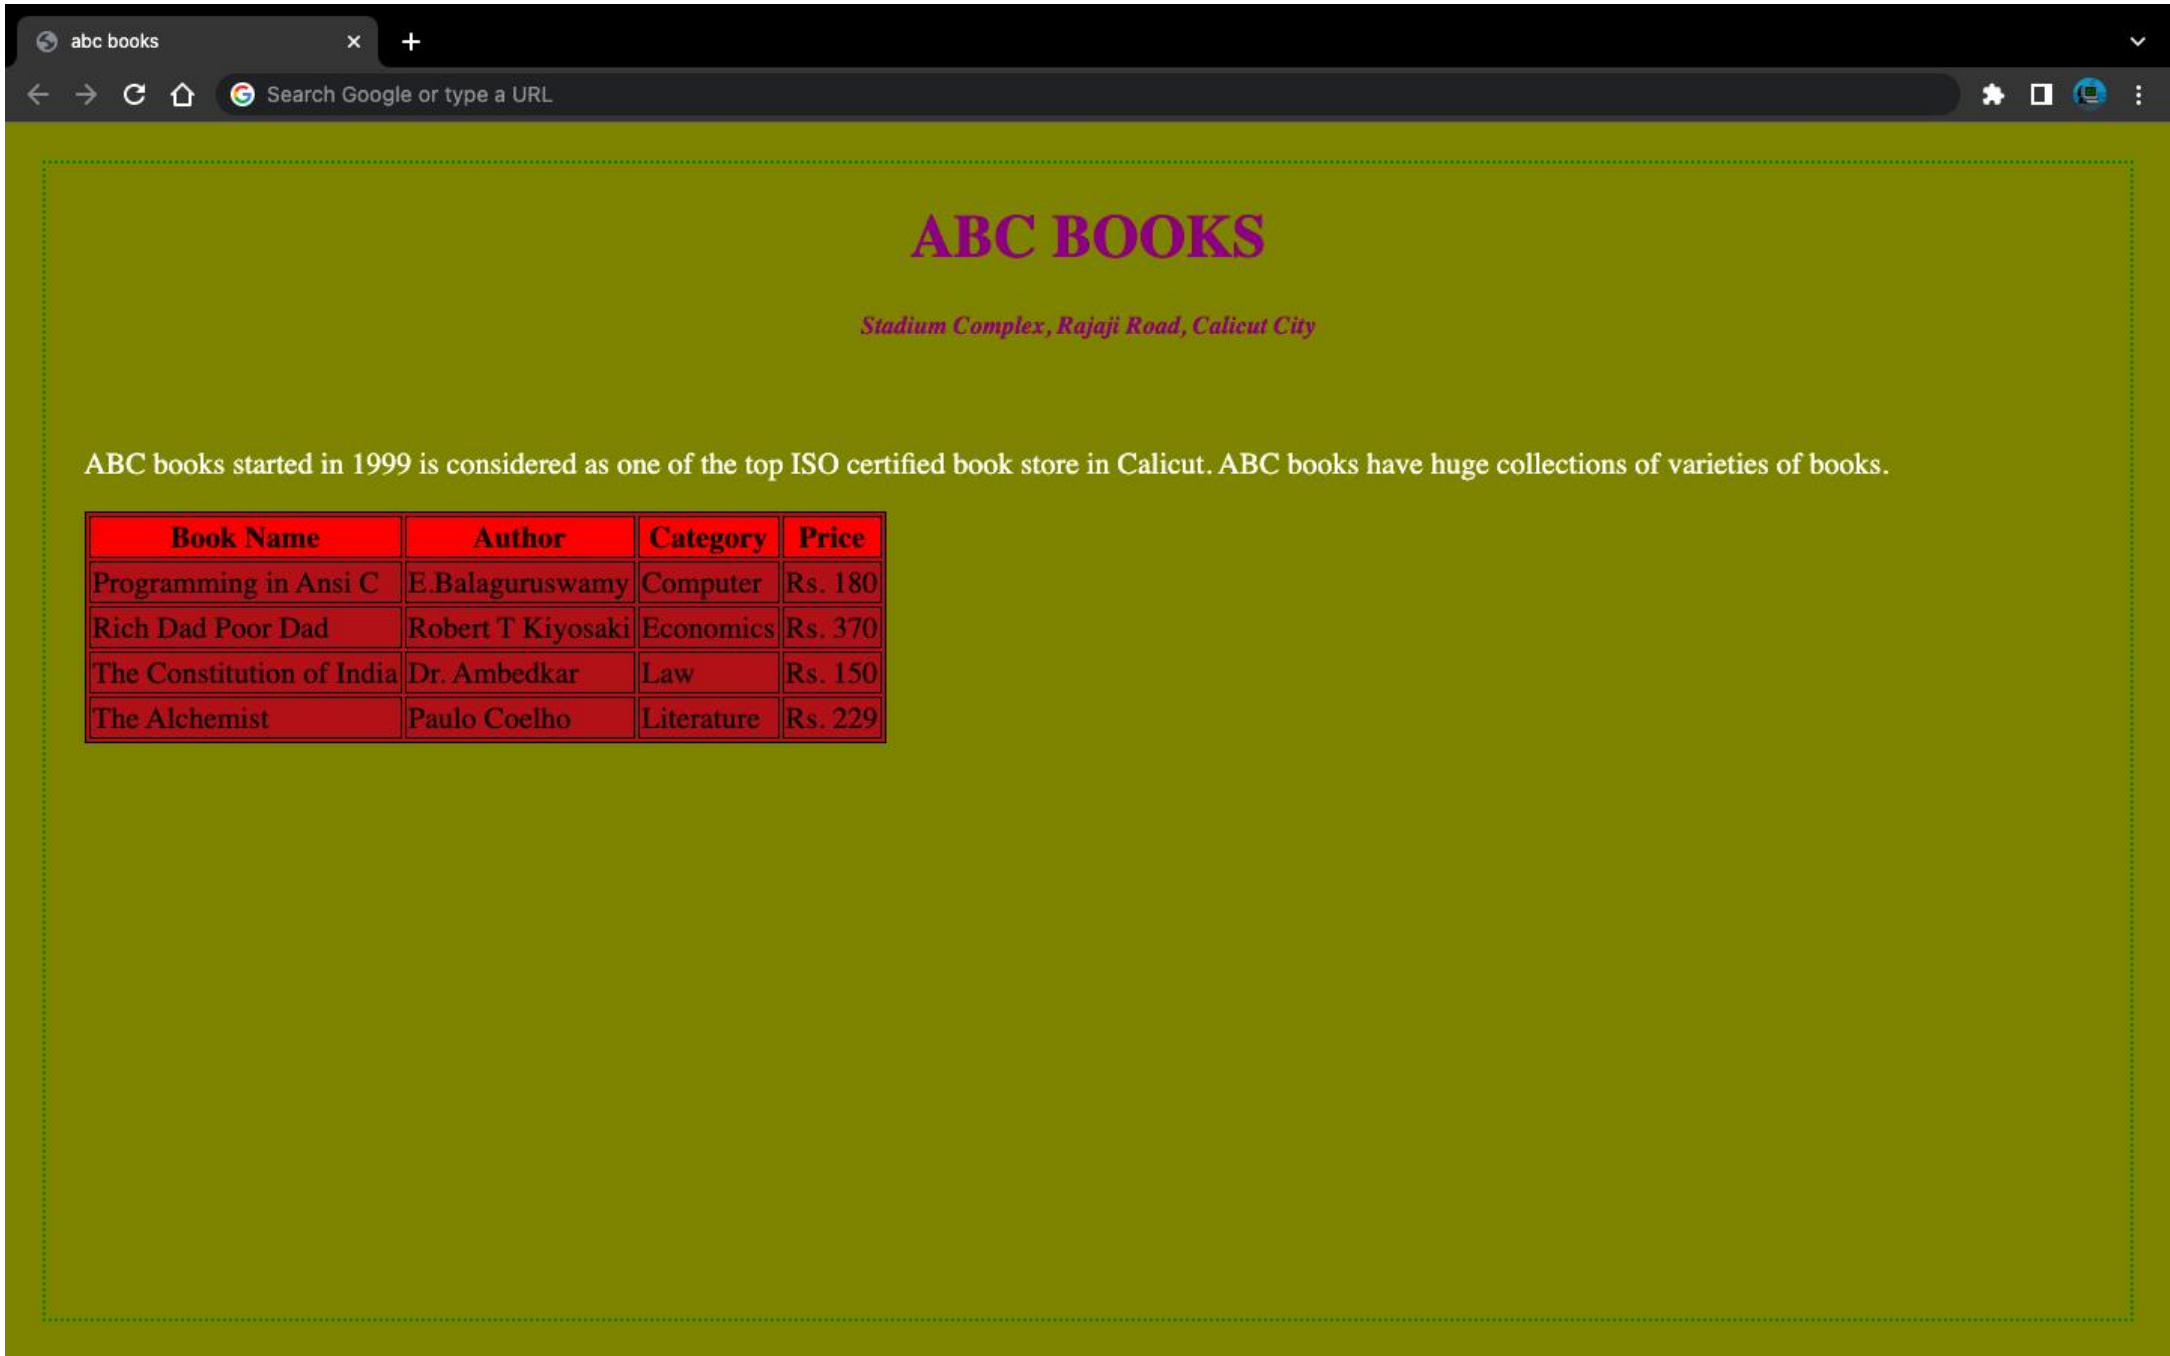 abc books
Search Google or type a URL
ABC BOOKS
Stadium Complex, Rajaji Road, Calicut City
ABC books started in 1999 is considered as one of the top ISO certified book store in Calicut. ABC books have huge collections of varieties of books.
Book Name Author Category Price
Programming in Ansi C E.Balaguruswamy Computer Rs. 180
Rich Dad Poor Dad Robert T Kiyosaki Economics Rs. 370
The Constitution of India Dr. Ambedkar Law Rs. 150
The Alchemist Paulo Coelho Literature Rs. 229